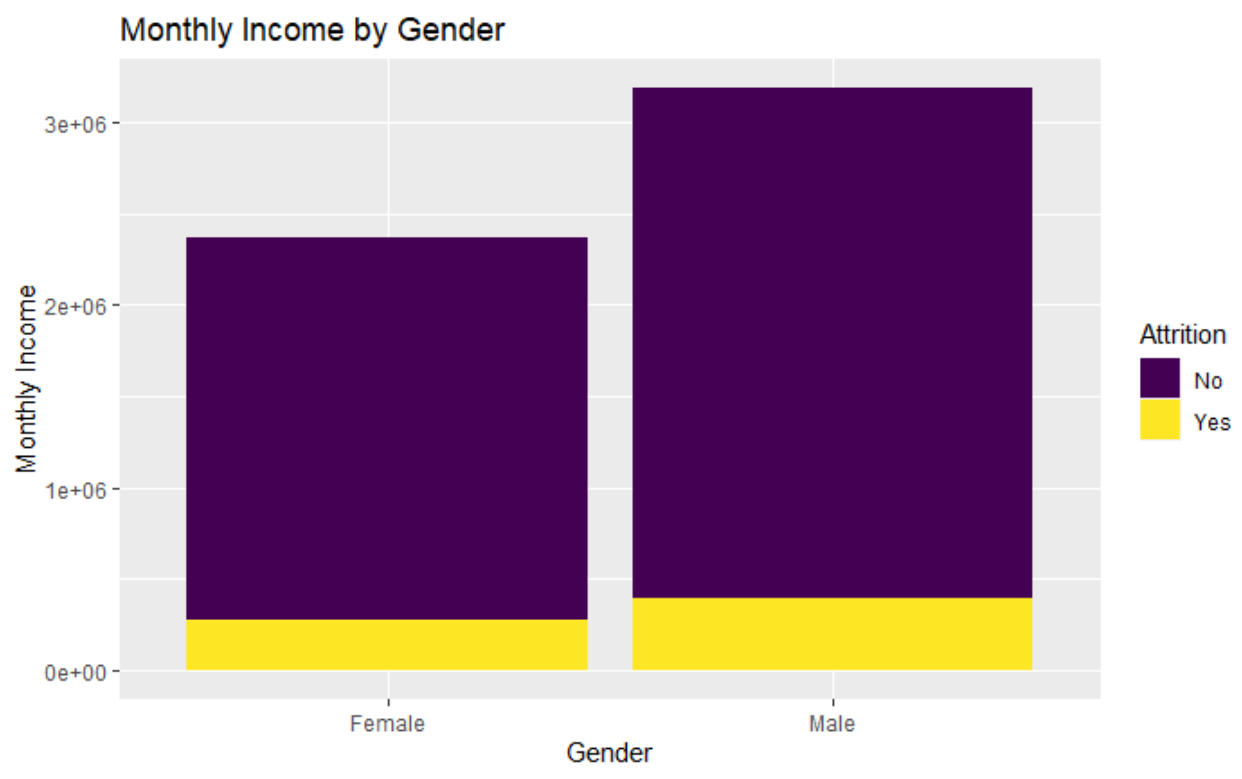 Monthly Income by Gender
Monthly Income
3e+06
2e+06
1e+06
0e+00
Female
Male
Gender
Attrition
No
Yes